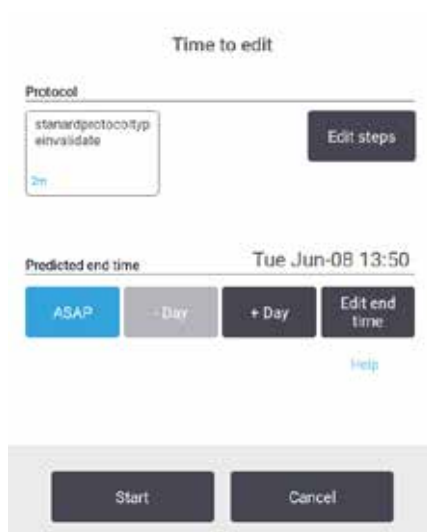 Time to edit
Protocol
stanardprotocoltyp
einvalidate
Edit steps
2m
Predicted end time
Tue Jun-08 13:50
ASAP
- Day
+ Day
Edit end
time
Help
Start
Cancel